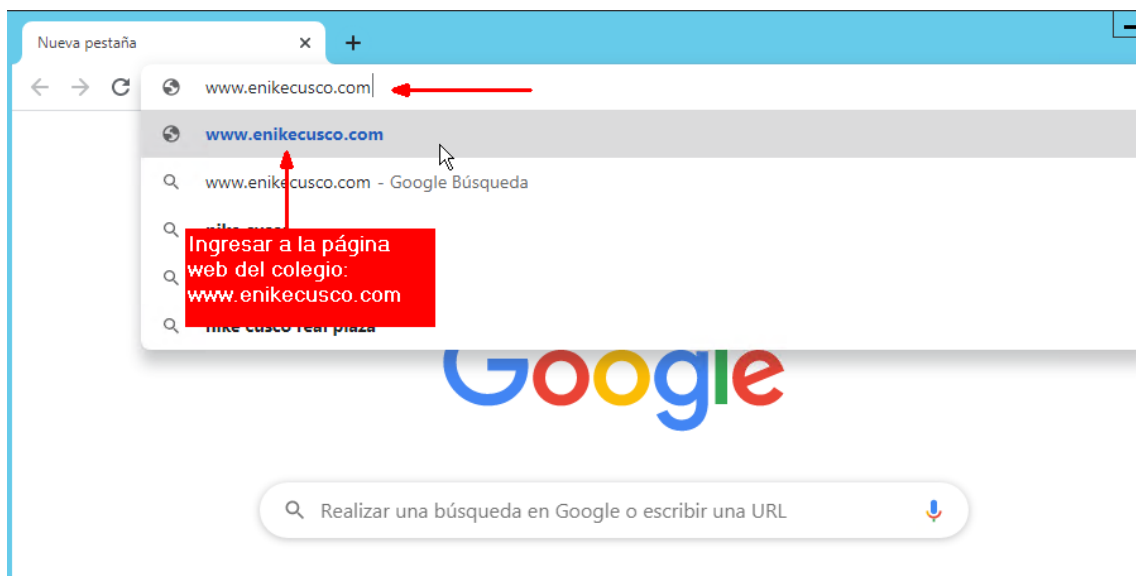 Nueva pestaña
www.enikecusco.com
www.enikecusco.com
www.enikecusco.com - Google Búsqueda
Ingresar a la página
web del colegio:
www.enikecusco.com
nike cusco real plaza
Google
Realizar una búsqueda en Google o escribir una URL